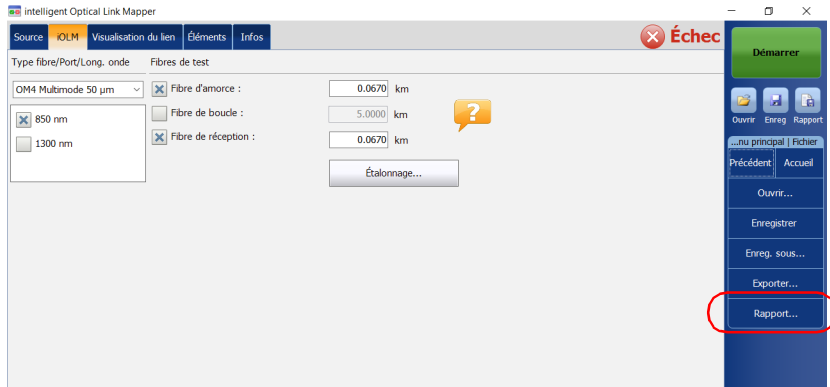 intelligent Optical Link Mapper
Source iOLM Visualisation du lien Éléments Infos
Échec
Type fibre/Port/Long. onde
OM4 Multimode 50 µm
850 nm
1300 nm
Fibres de test
Fibre d'amorce : 0.0670 km
Fibre de boucle : 5.0000 km
Fibre de réception : 0.0670 km
?
Étalonnage...
Démarrer
Ouvrir Enreg Rapport
...nu principal | Fichier
Précédent Accueil
Ouvrir...
Enregistrer
Enreg. sous...
Exporter...
Rapport...